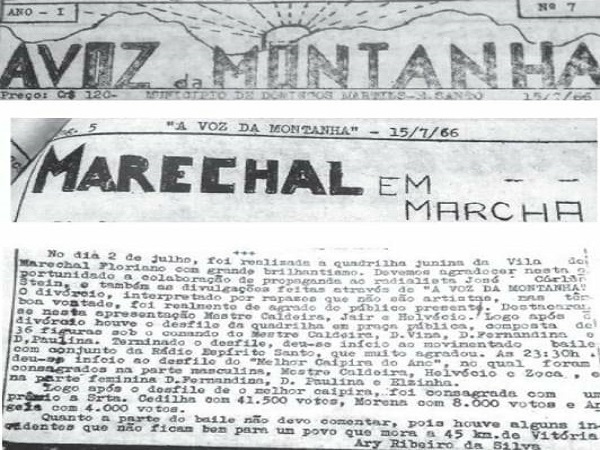 ANO - I
Nº 7
A VOZ da MONTANHA
Preço: Cr$ 120-
MUNICIPIO DE DOMINGOS MARTINS-E.SANTO
15/7/66
5
"A VOZ DA MONTANHA" - 15/7/66
MARECHAL EM
MARCHA
No dia 2 de julho, foi realizada a quadrilha junina da Vila de
Marechal Floriano com grande brilhantismo. Devemos agradecer nesta o
portunidade a colaboração de propaganda ao radialista José Carlos
Stein, e também as divulgações feitas através de "A VOZ DA MONTANHA"
O divórcio, interpretado por rapazes que não são artistas, mas têm
boa vontade, foi realmente de agrado do público presente. Destacaram
se nesta apresentação Mestre Caldeira, Jair e Holvécio. Logo após o
divórcio houve o desfile da quadrilha em praça pública, composta de
36 figuras sob o comando do Mestre Caldeira, D. Visa, D. Fernandina e
D, Paulina. Terminado o desfile, deu-se início ao movimentado baile
com conjunto da Rádio Espírito Santo, que muito agradou. As 23:30h.
deu-se início ao desfile do "Melhor Caipira do Ano", no qual foram
consagrados na parte masculina, Mestre Caldeira, Holvécio e Zoca, e
na parte feminina D. Fernandina, D. Paulina e Elzinha.
Logo após o desfile de o melhor caipira, foi consagrada com um
prêmio a Srta. Cedilha com 41.500 votos, Morena com 8.000 votos e
com 4.000 votos.
Quanto a parte do baile não devo comentar, pois houve alguns in-
cidentes que não ficam bem para um povo que mora a 45 km.de Vitória
Ary Ribeiro da Silva